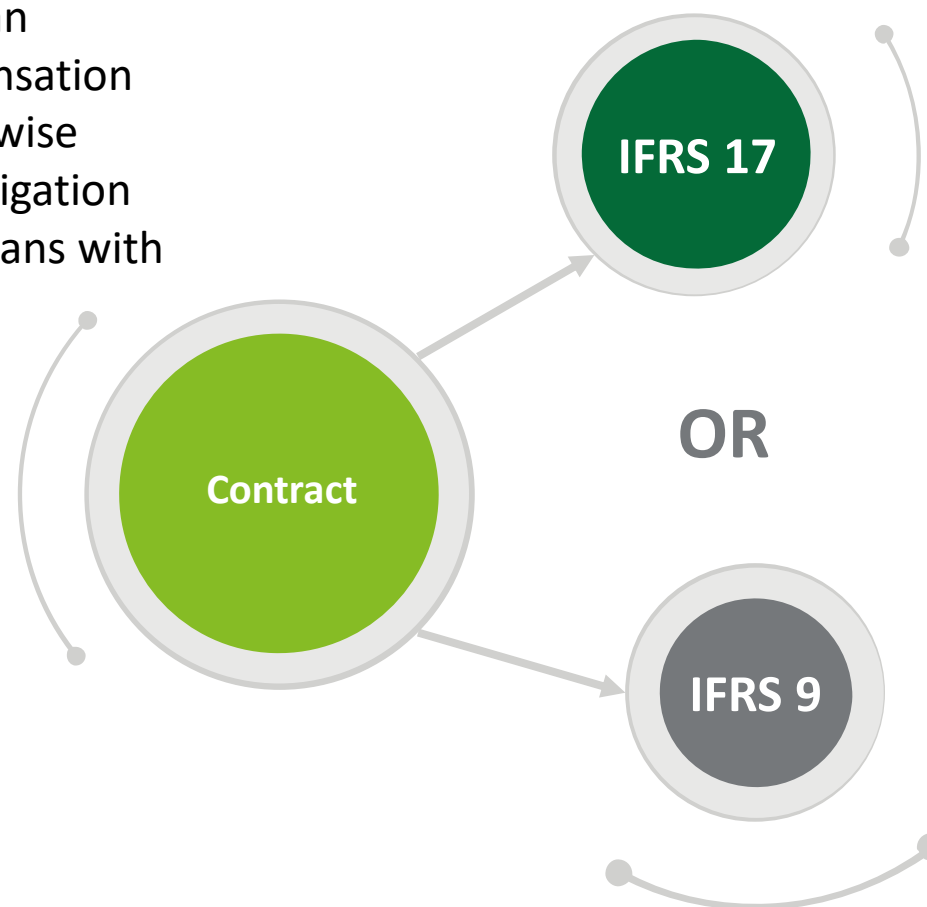 nsation
wise
igation
ans with
IFRS 17
OR
Contract
IFRS 9